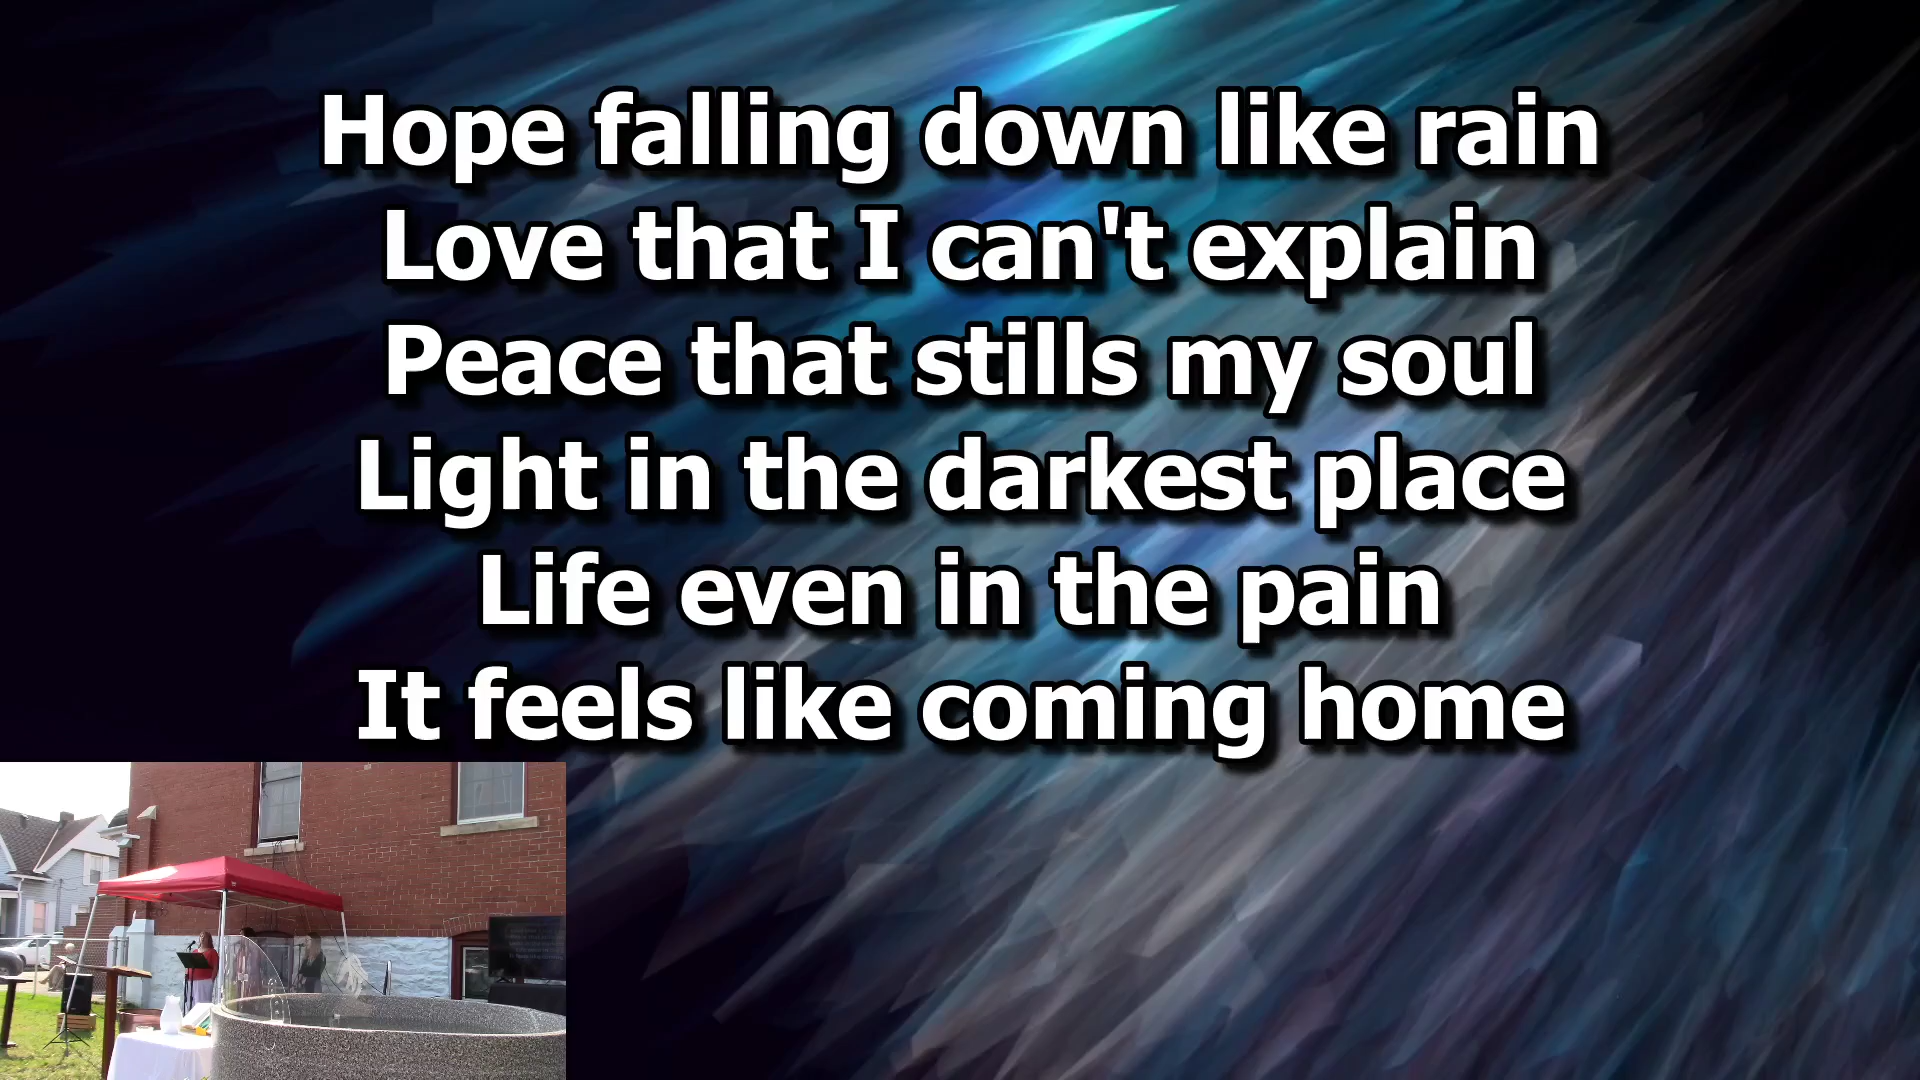 Hope falling down like rain
Love that I can't explain
Peace that stills my soul
Light in the darkest place
Life even in the pain
It feels like coming home